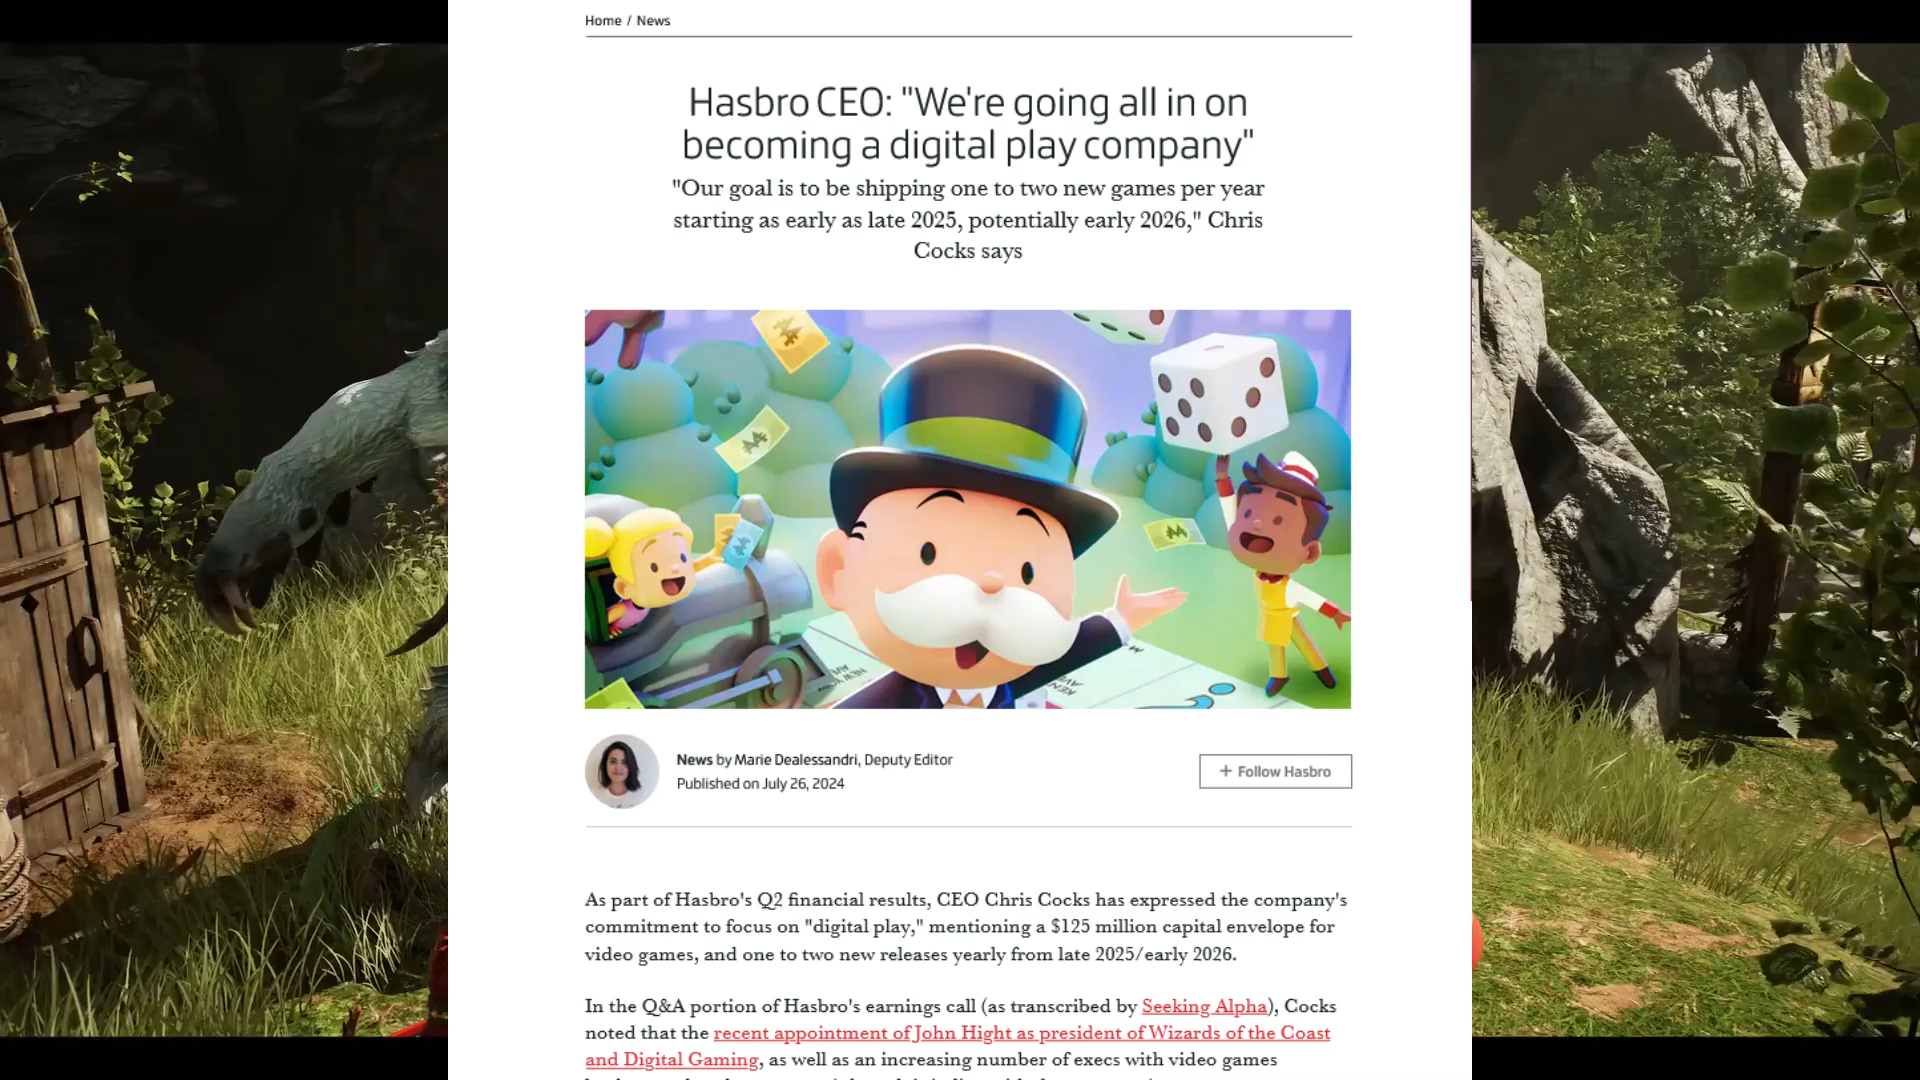 Home / News
Hasbro CEO: "We're going all in on
becoming a digital play company"
"Our goal is to be shipping one to two new games per year
starting as early as late 2025, potentially early 2026," Chris
Cocks says
News by Marie Dealessandri, Deputy Editor
Published on July 26, 2024
+ Follow Hasbro
As part of Hasbro's Q2 financial results, CEO Chris Cocks has expressed the company's
commitment to focus on "digital play," mentioning a $125 million capital envelope for
video games, and one to two new releases yearly from late 2025/early 2026.
In the Q&A portion of Hasbro's earnings call (as transcribed by Seeking Alpha), Cocks
noted that the recent appointment of John Hight as president of Wizards of the Coast
and Digital Gaming, as well as an increasing number of execs with video games